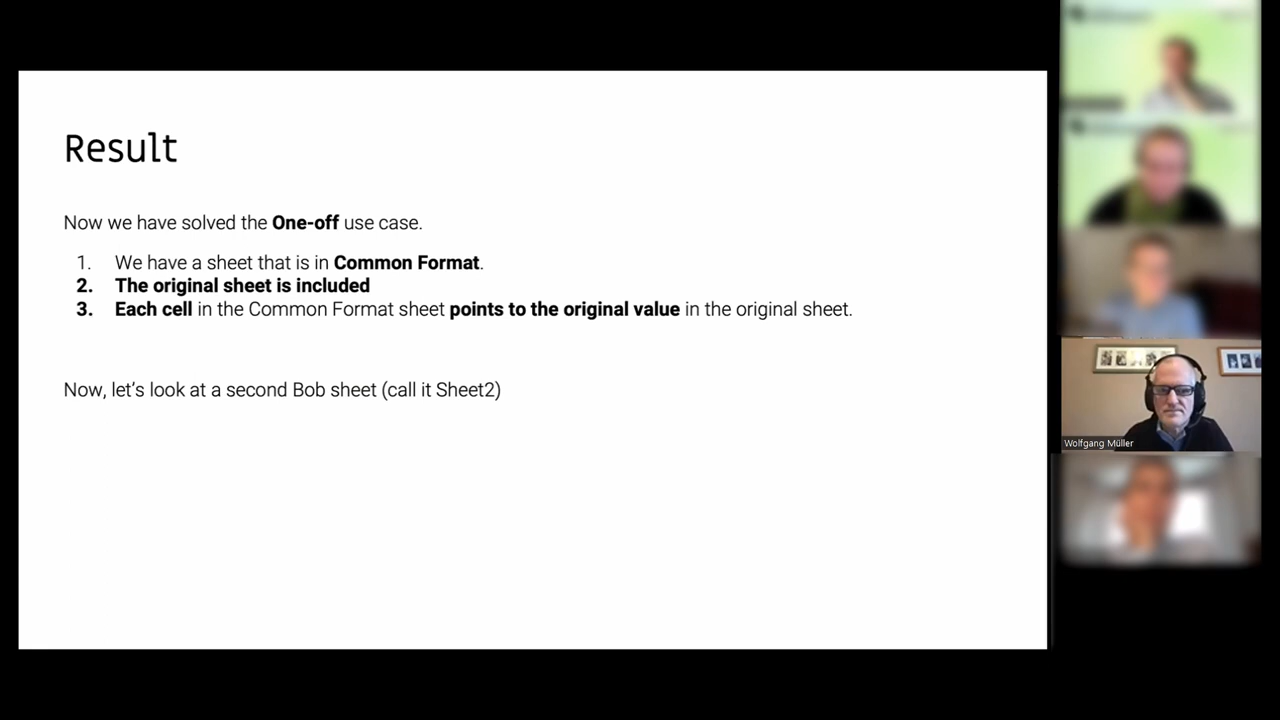 Result
Now we have solved the One-off use case.
1. We have a sheet that is in Common Format.
2. The original sheet is included
3. Each cell in the Common Format sheet points to the original value in the original sheet.
Now, let’s look at a second Bob sheet (call it Sheet2)
Wolfgang Müller